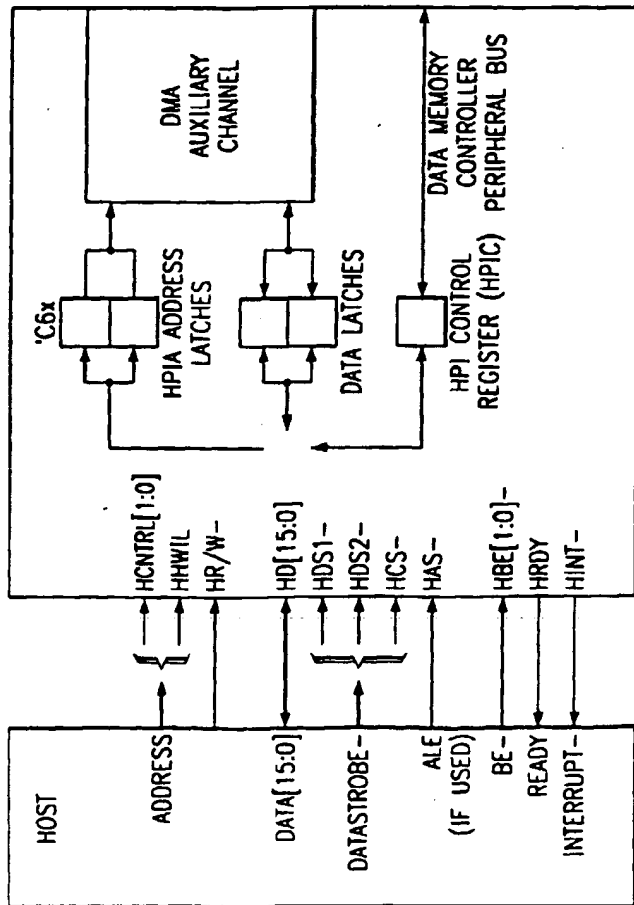 HOST
ADDRESS
DATA[15:0]
DATASTROBE-
ALE
(IF USED)
BE-
READY
INTERRUPT-
HCNTRL[1:0]
HHWIL
HR/W-
HD[15:0]
HDS1-
HDS2-
HCS-
HAS-
HBE[1:0]-
HRDY
HINT-
'C6x
HPIA ADDRESS
LATCHES
DATA LATCHES
HPI CONTROL
REGISTER (HPIC)
DMA
AUXILIARY
CHANNEL
DATA MEMORY
CONTROLLER
PERIPHERAL BUS